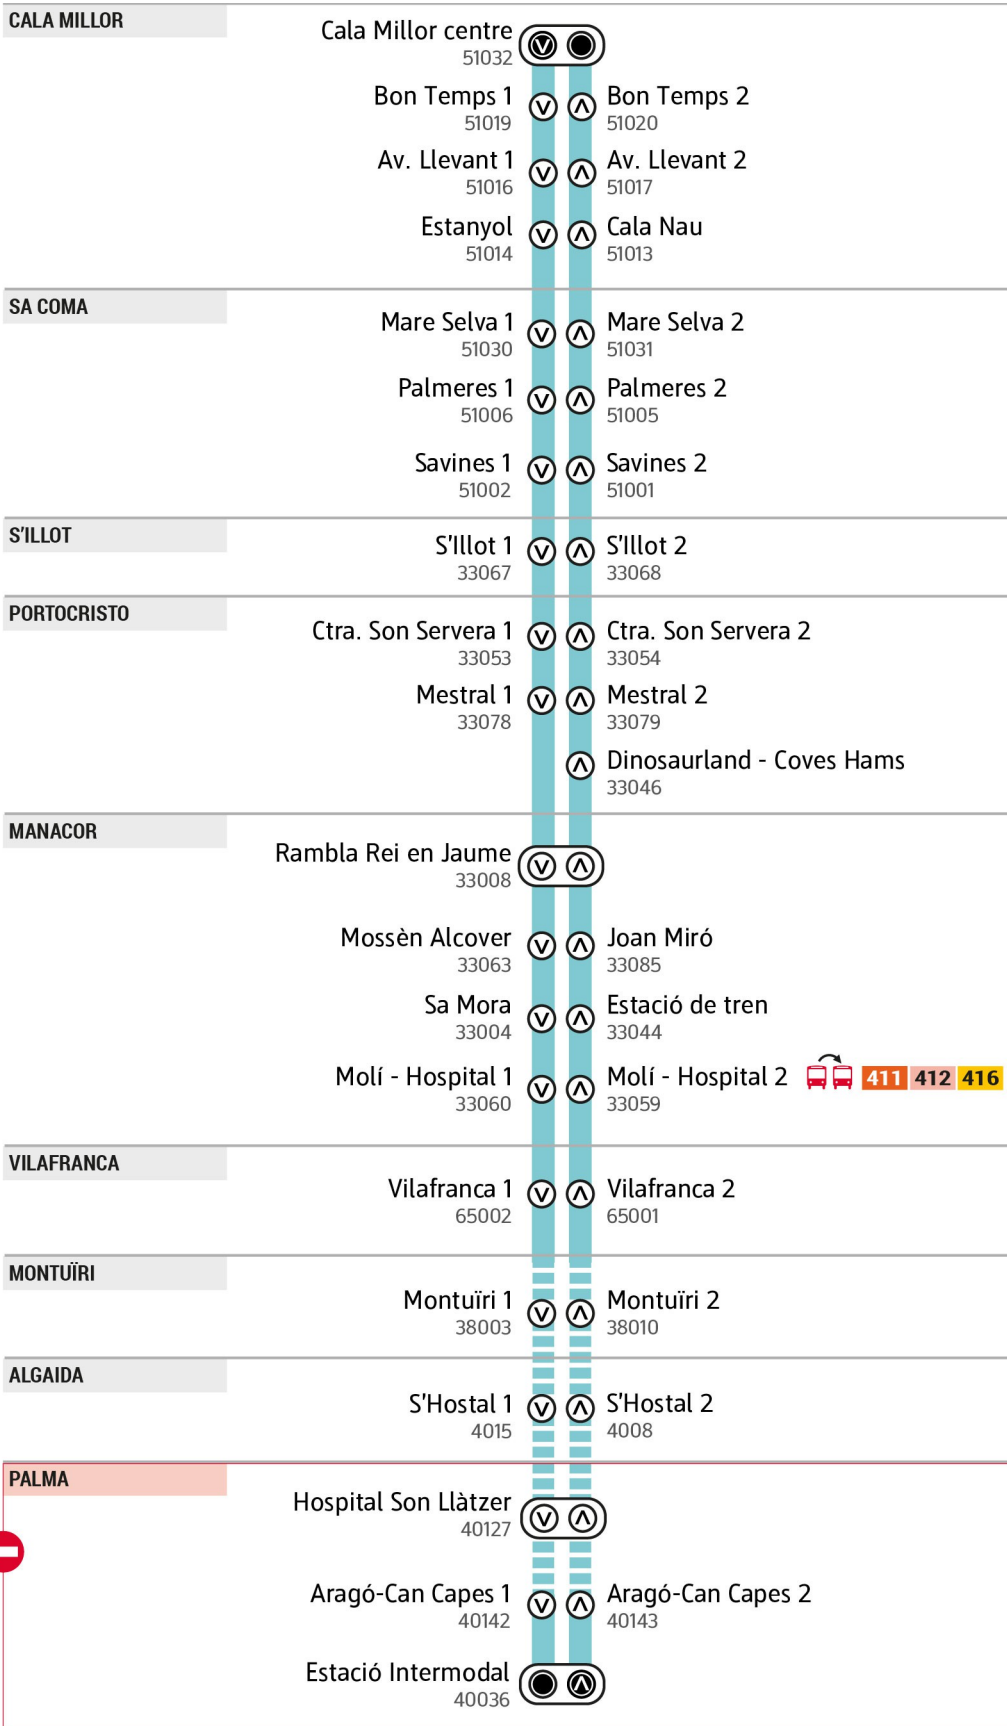 CALA MILLOR
Cala Millor centre
51032
Bon Temps 1
51019
Bon Temps 2
51020
Av. Llevant 1
51016
Av. Llevant 2
51017
Estanyol
51014
Cala Nau
51013
SA COMA
Mare Selva 1
51030
Mare Selva 2
51031
Palmeres 1
51006
Palmeres 2
51005
Savines 1
51002
Savines 2
51001
S'ILLOT
S'Illot 1
33067
S'Illot 2
33068
PORTOCRISTO
Ctra. Son Servera 1
33053
Ctra. Son Servera 2
33054
Mestral 1
33078
Mestral 2
33079
Dinosaurland - Coves Hams
33046
MANACOR
Rambla Rei en Jaume
33008
Mossèn Alcover
33063
Joan Miró
33085
Sa Mora
33004
Estació de tren
33044
Molí - Hospital 1
33060
Molí - Hospital 2 411 412 416
33059
VILAFRANCA
Vilafranca 1
65002
Vilafranca 2
65001
MONTUÏRI
Montuïri 1
38003
Montuïri 2
38010
ALGAIDA
S'Hostal 1
4015
S'Hostal 2
4008
PALMA
Hospital Son Llàtzer
40127
Aragó-Can Capes 1
40142
Aragó-Can Capes 2
40143
Estació Intermodal
40036